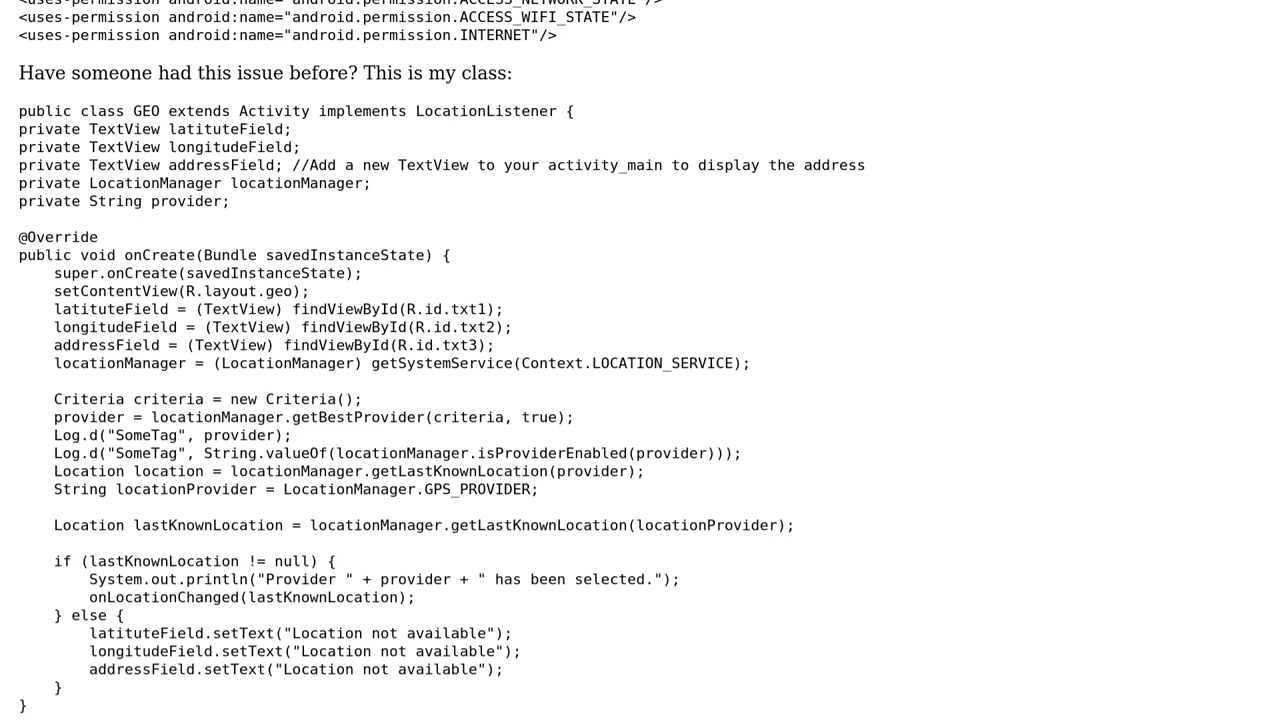 <uses-permission android:name="android.permission.ACCESS_NETWORK_STATE"/>
<uses-permission android:name="android.permission.ACCESS_WIFI_STATE"/>
<uses-permission android:name="android.permission.INTERNET"/>
Have someone had this issue before? This is my class:
public class GEO extends Activity implements LocationListener {
private TextView latituteField;
private TextView longitudeField;
private TextView addressField; //Add a new TextView to your activity_main to display the address
private LocationManager locationManager;
private String provider;
@Override
public void onCreate(Bundle savedInstanceState) {
    super.onCreate(savedInstanceState);
    setContentView(R.layout.geo);
    latituteField = (TextView) findViewById(R.id.txt1);
    longitudeField = (TextView) findViewById(R.id.txt2);
    addressField = (TextView) findViewById(R.id.txt3);
    locationManager = (LocationManager) getSystemService(Context.LOCATION_SERVICE);
    Criteria criteria = new Criteria();
    provider = locationManager.getBestProvider(criteria, true);
    Log.d("SomeTag", provider);
    Log.d("SomeTag", String.valueOf(locationManager.isProviderEnabled(provider)));
    Location location = locationManager.getLastKnownLocation(provider);
    String locationProvider = LocationManager.GPS_PROVIDER;
    Location lastKnownLocation = locationManager.getLastKnownLocation(locationProvider);
    if (lastKnownLocation != null) {
        System.out.println("Provider " + provider + " has been selected.");
        onLocationChanged(lastKnownLocation);
    } else {
        latituteField.setText("Location not available");
        longitudeField.setText("Location not available");
        addressField.setText("Location not available");
    }
}